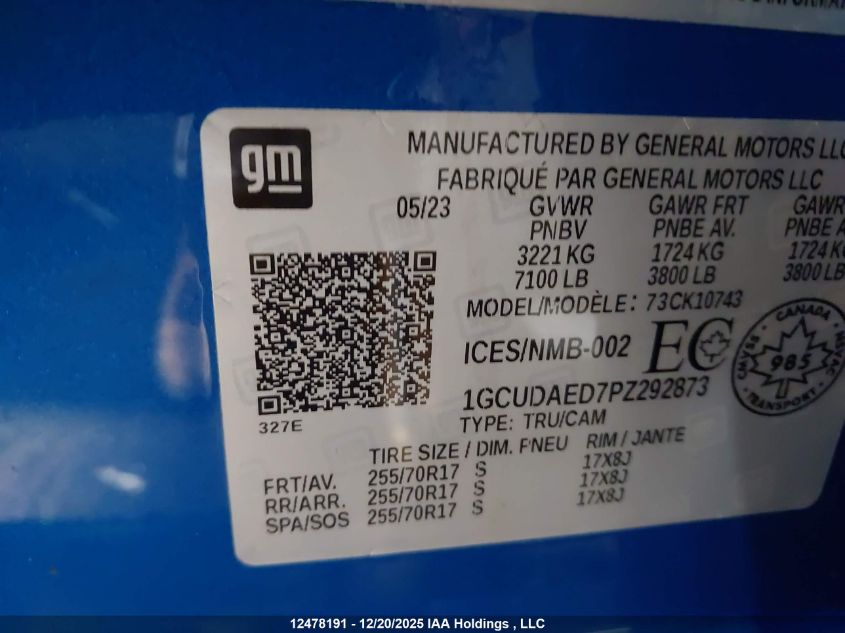 gm
MANUFACTURED BY GENERAL MOTORS LLC
FABRIQUÉ PAR GENERAL MOTORS LLC
05/23 GVWR GAWR FRT GAWR
PNBV PNBE AV. PNBE A
3221 KG 1724 KG 1724 KG
7100 LB 3800 LB 3800 LB
MODEL/MODÈLE: 73CK10743
ICES/NMB-002 EC
CANADA
985
TRANSPORT
1GCUDAED7PZ292873
TYPE: TRU/CAM
327E
TIRE SIZE / DIM. PNEU RIM / JANTE
FRT/AV. 255/70R17 S 17X8J
RR/ARR. 255/70R17 S 17X8J
SPA/SOS 255/70R17 S 17X8J
12478191 - 12/20/2025 IAA Holdings , LLC